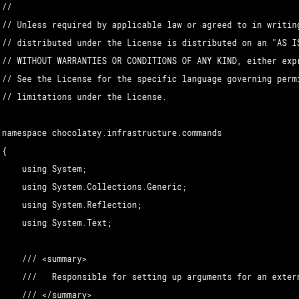 //
// Unless required by applicable law or agreed to in writing
// distributed under the License is distributed on an "AS IS
// WITHOUT WARRANTIES OR CONDITIONS OF ANY KIND, either expr
// See the License for the specific language governing permi
// limitations under the License.
namespace chocolatey.infrastructure.commands
{
using System;
using System.Collections.Generic;
using System.Reflection;
using System.Text;
/// <summary>
/// Responsible for setting up arguments for an extern
/// </summary>